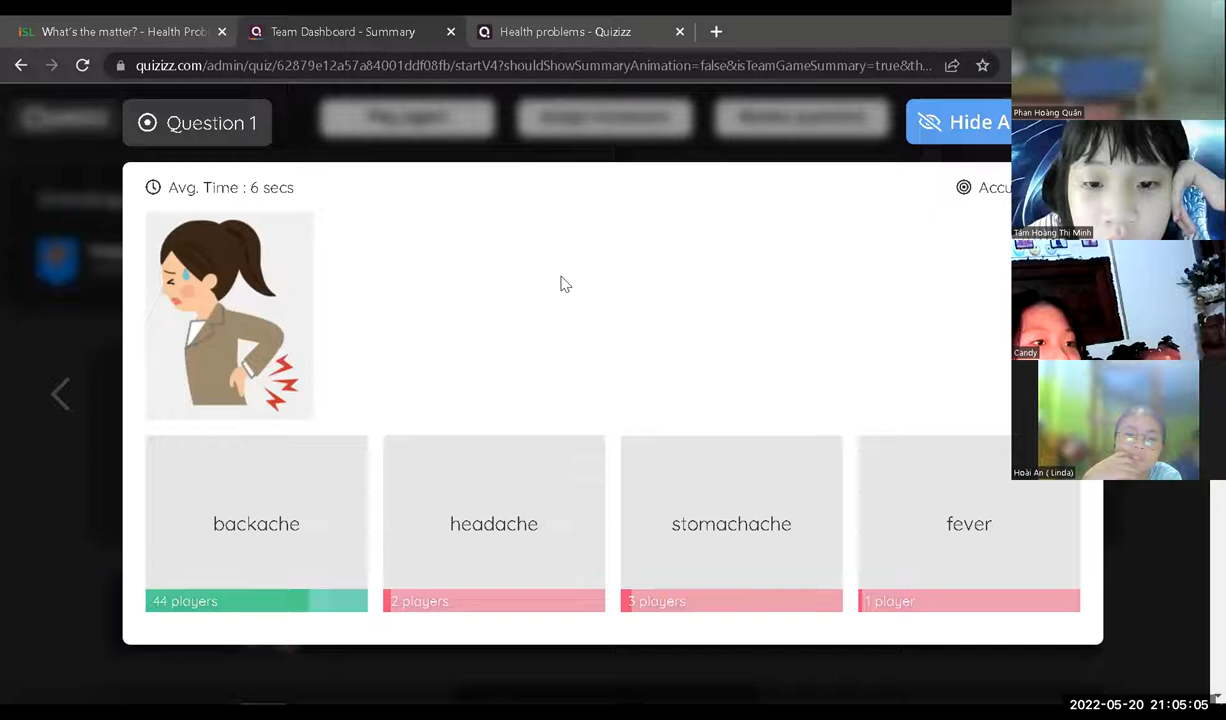 What's the matter? - Health Prob
Team Dashboard - Summary
Health problems - Quizizz
quizizz.com/admin/quiz/62879e12a57a84001ddf08fb/startV4?shouldShowSummaryAnimation=false&isTeamGameSummary=true&th...
Question 1
Hide A
Phan Hoàng Quân
Avg. Time : 6 secs
Accu
Tâm Hoàng Thị Minh
Candy
Hoài An ( Linda)
backache
headache
stomachache
fever
44 players
2 players
3 players
1 player
2022-05-20 21:05:05